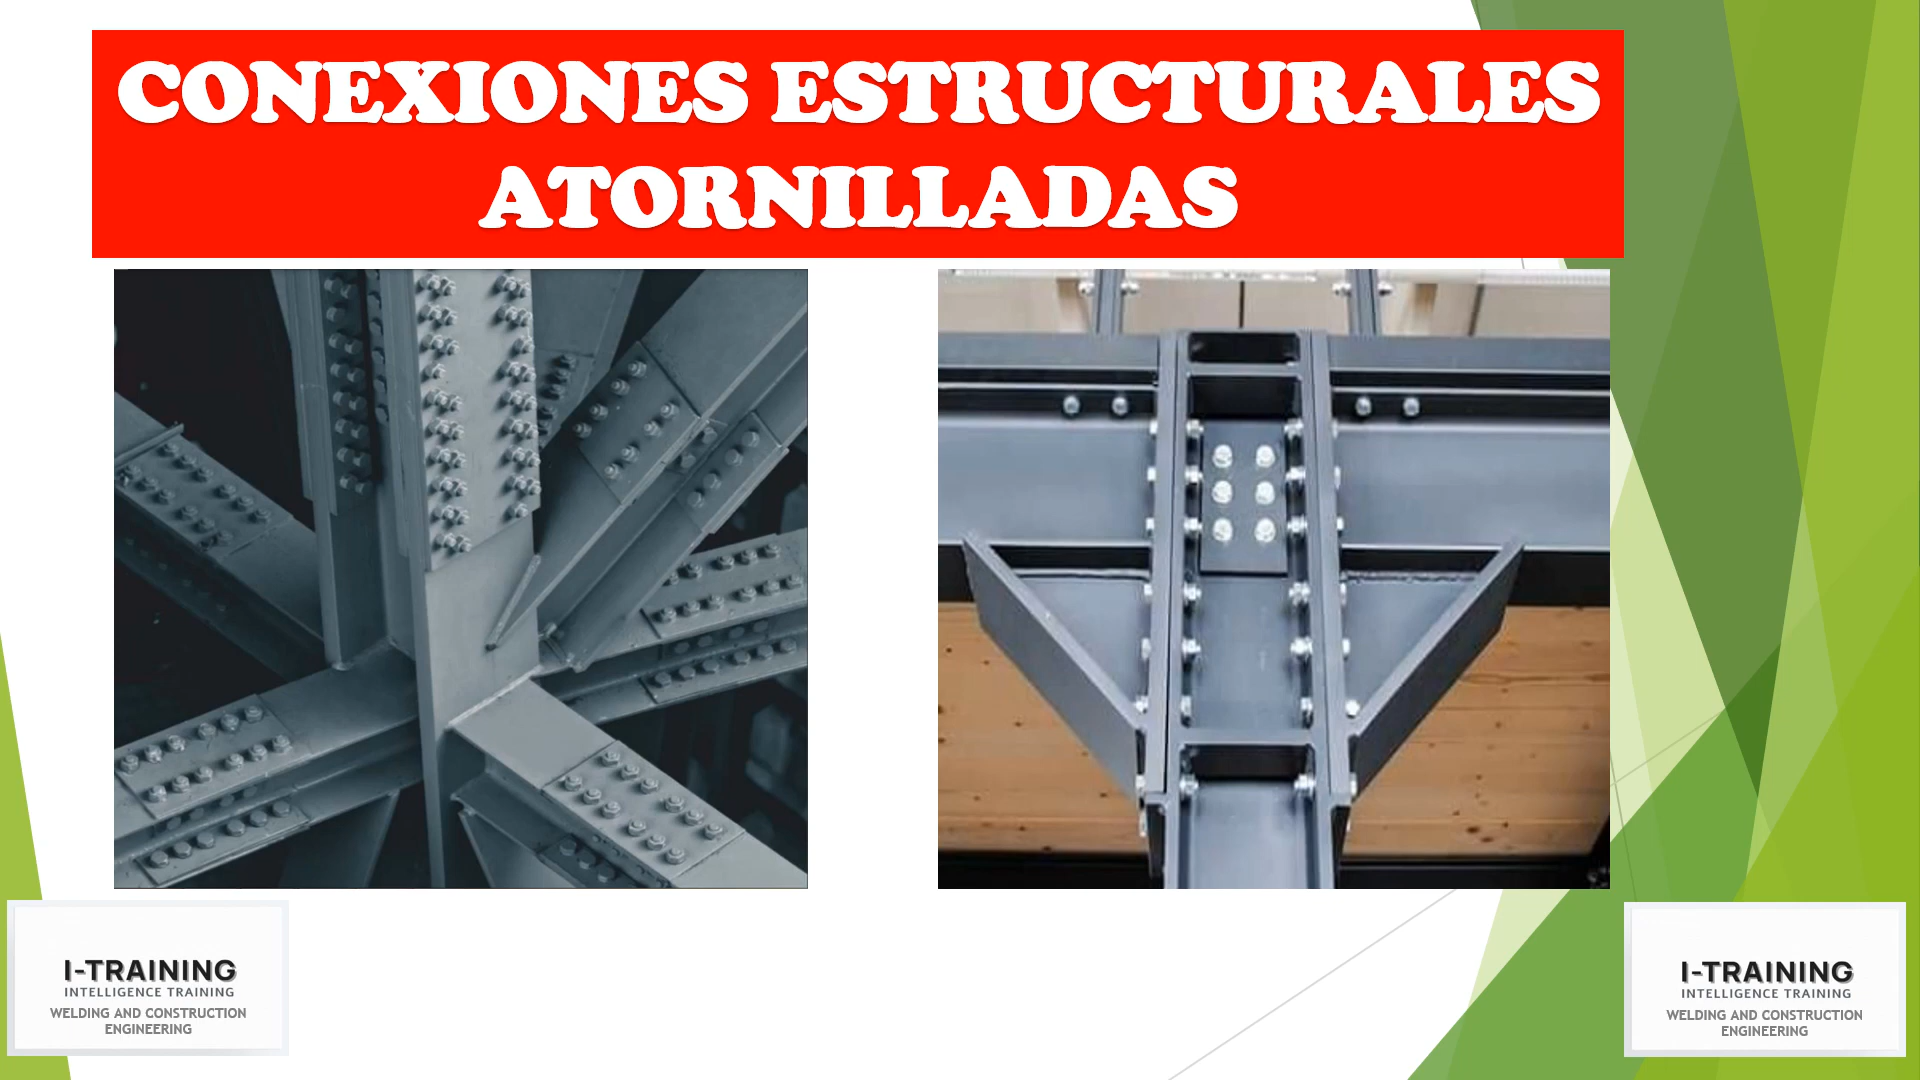 CONEXIONES ESTRUCTURALES
ATORNILLADAS
I-TRAINING
INTELLIGENCE TRAINING
WELDING AND CONSTRUCTION
ENGINEERING
I-TRAINING
INTELLIGENCE TRAINING
WELDING AND CONSTRUCTION
ENGINEERING